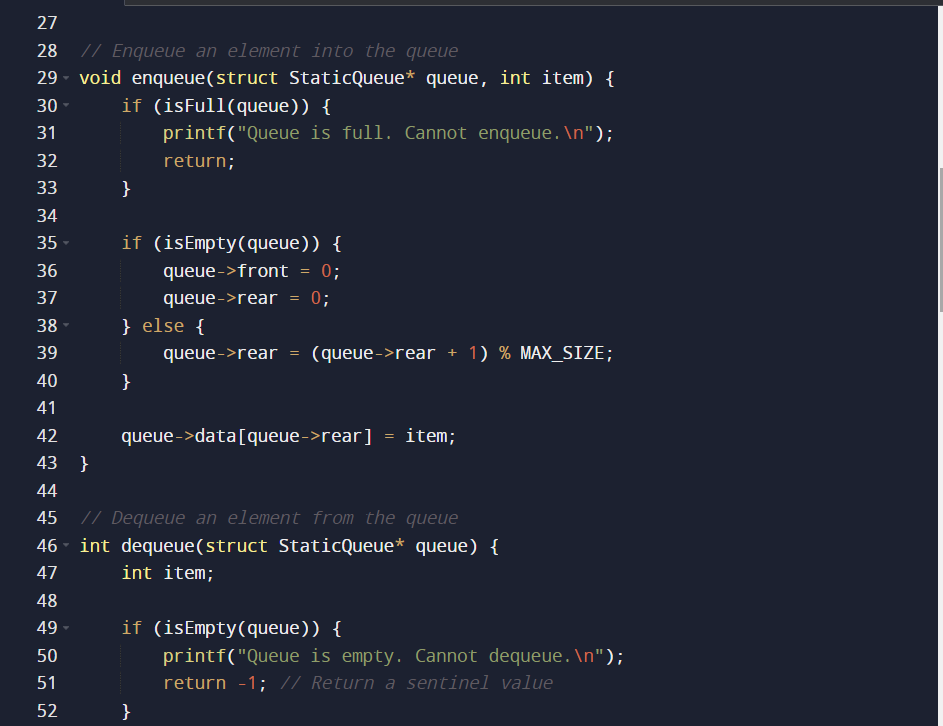 27
28 // Enqueue an element into the queue
29 void enqueue(struct StaticQueue* queue, int item) {
30     if (isFull(queue)) {
31         printf("Queue is full. Cannot enqueue.\n");
32         return;
33     }
34
35     if (isEmpty(queue)) {
36         queue->front = 0;
37         queue->rear = 0;
38     } else {
39         queue->rear = (queue->rear + 1) % MAX_SIZE;
40     }
41
42     queue->data[queue->rear] = item;
43 }
44
45 // Dequeue an element from the queue
46 int dequeue(struct StaticQueue* queue) {
47     int item;
48
49     if (isEmpty(queue)) {
50         printf("Queue is empty. Cannot dequeue.\n");
51         return -1; // Return a sentinel value
52     }